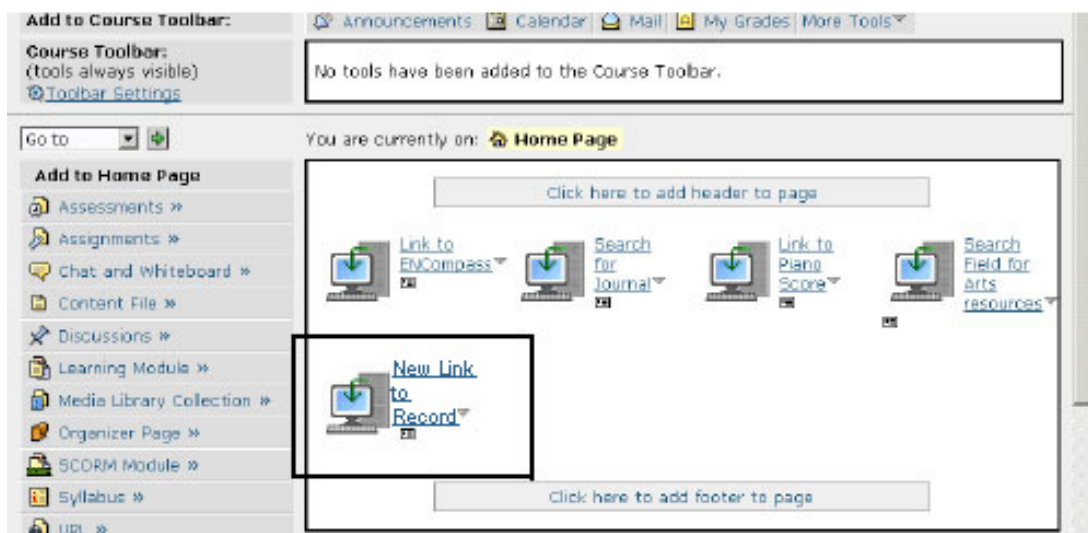 Add to Course Toolbar:
Announcements Calendar Mail My Grades More Tools
Course Toolbar:
(tools always visible)
Toolbar Settings
No tools have been added to the Course Toolbar.
Go to
You are currently on: Home Page
Add to Home Page
Assessments »
Assignments »
Chat and Whiteboard »
Content File »
Discussions »
Learning Module »
Media Library Collection »
Organizer Page »
SCORM Module »
Syllabus »
URL »
Click here to add header to page
Link to
ENCompass
Search
for
Journal
Link to
Piano
Score
Search
Field for
Arts
resources
New Link
to
Record
Click here to add footer to page